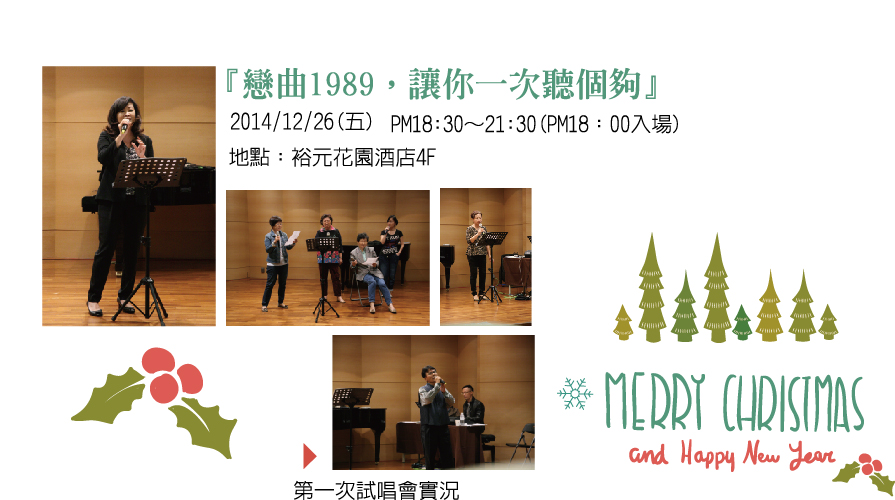 『戀曲1989，讓你一次聽個夠』
2014/12/26(五) PM18:30～21:30(PM18：00入場)
地點：裕元花園酒店4F
MERRY CHRISTMAS
and Happy New Year
第一次試唱會實況